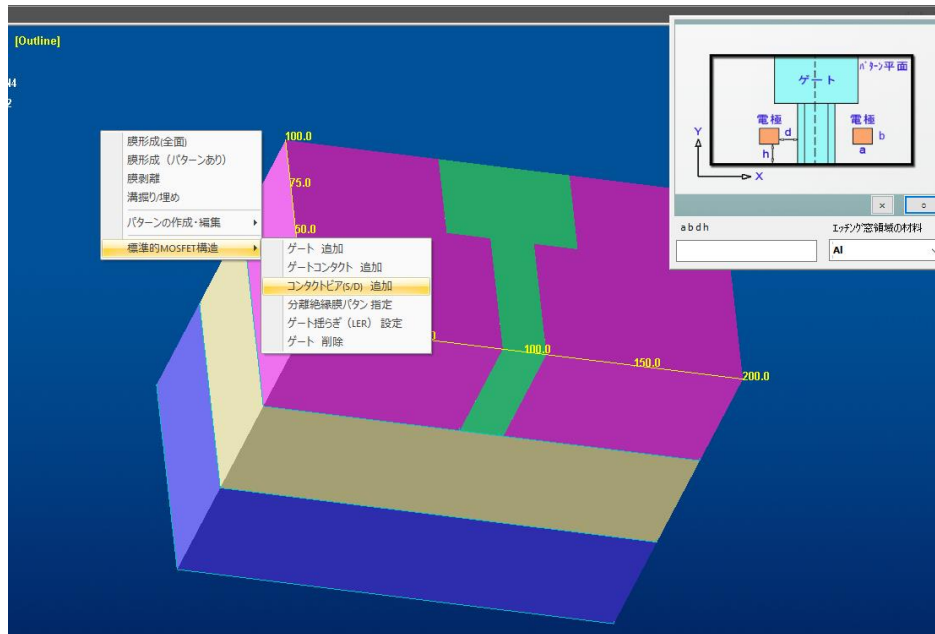 [Outline]
膜形成(全面)
膜形成（パターンあり）
膜剥離
溝掘り/埋め
パターンの作成・編集
標準的MOSFET構造
ゲート 追加
ゲートコンタクト 追加
コンタクトビア(S/D) 追加
分離絶縁膜パタン 指定
ゲート揺らぎ（LER） 設定
ゲート 削除
100.0
75.0
50.0
100.0
150.0
200.0
ﾊﾟﾀｰﾝ平面
ゲート
電極
電極
Y
d
b
h
a
X
a b d h
ｴｯﾁﾝｸﾞ窓領域の材料
Al